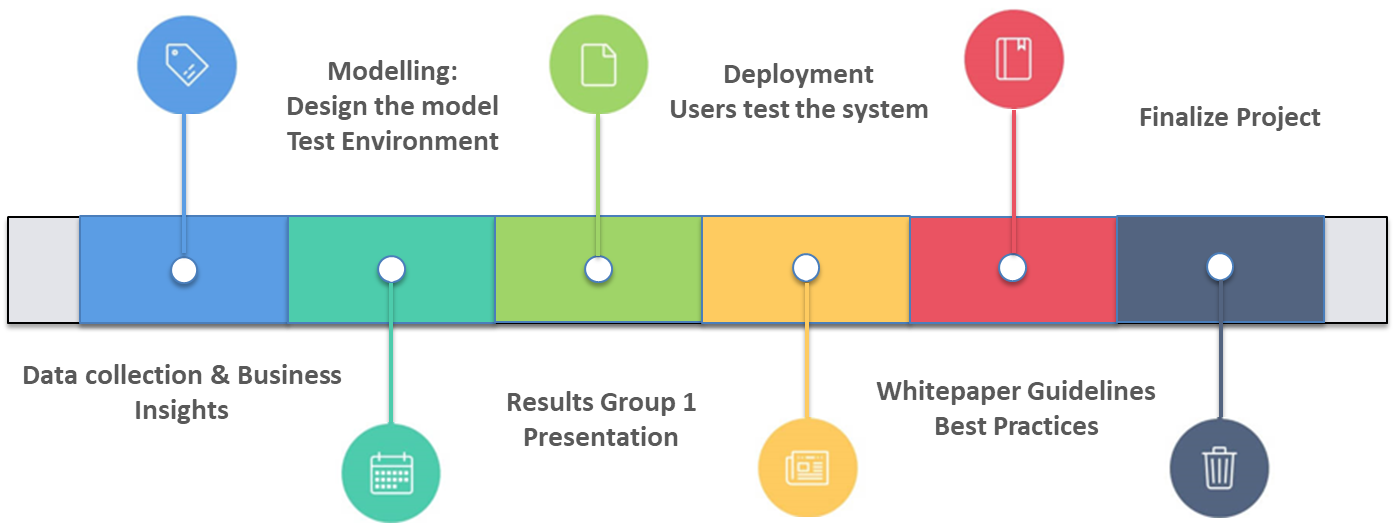 Modelling:
Design the model
Test Environment
Deployment
Users test the system
Finalize Project
Data collection & Business
Insights
Results Group 1
Presentation
Whitepaper Guidelines
Best Practices